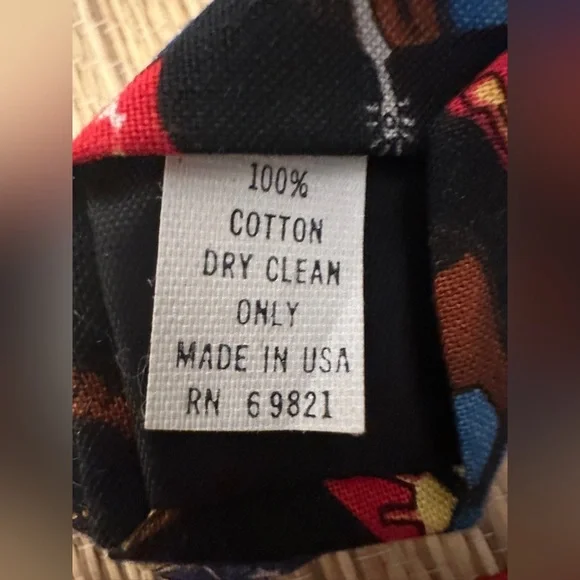 100%
COTTON
DRY CLEAN
ONLY
MADE IN USA
RN 69821